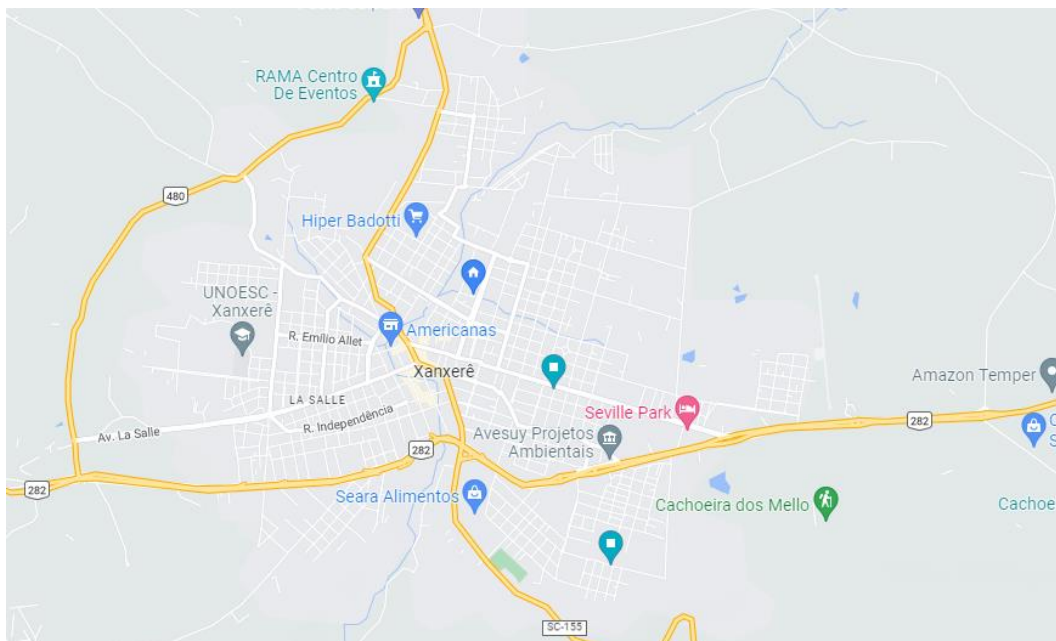 RAMA Centro
De Eventos
480
Hiper Badotti
UNOESC -
Xanxerê
R. Emílio Allet
Americanas
Xanxerê
Amazon Temper
LA SALLE
Seville Park
R. Independência
282
Av. La Salle
Avesuy Projetos
Ambientais
282
282
Seara Alimentos
Cachoeira dos Mello
Cachoe
SC-155